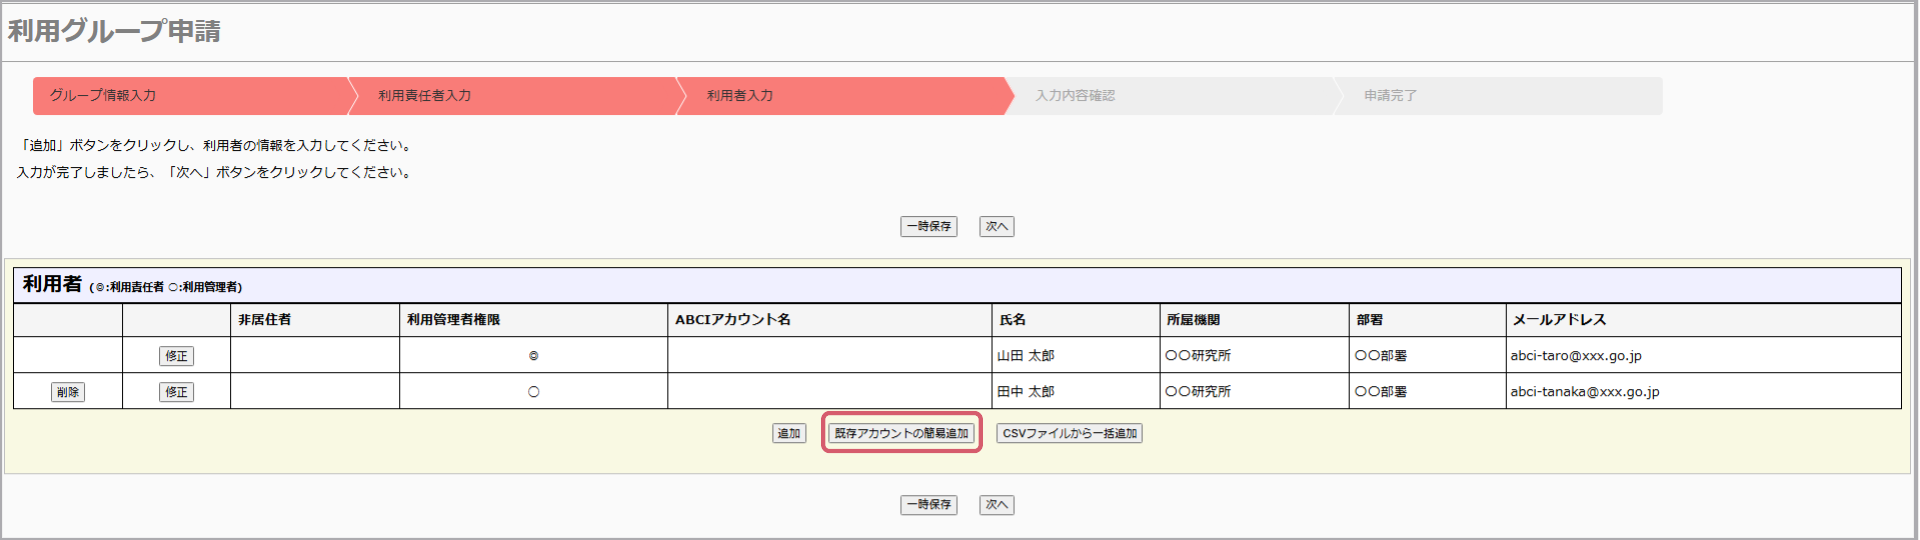 利用グループ申請
グループ情報入力 利用責任者入力 利用者入力 入力内容確認 申請完了
「追加」ボタンをクリックし、利用者の情報を入力してください。
入力が完了しましたら、「次へ」ボタンをクリックしてください。
一時保存 次へ
利用者 (◎:利用責任者 ○:利用管理者)
非居住者 利用管理者権限 ABCIアカウント名 氏名 所属機関 部署 メールアドレス
修正 ◎ 山田 太郎 〇〇研究所 〇〇部署 abci-taro@xxx.go.jp
削除 修正 ○ 田中 太郎 〇〇研究所 〇〇部署 abci-tanaka@xxx.go.jp
追加 既存アカウントの簡易追加 CSVファイルから一括追加
一時保存 次へ